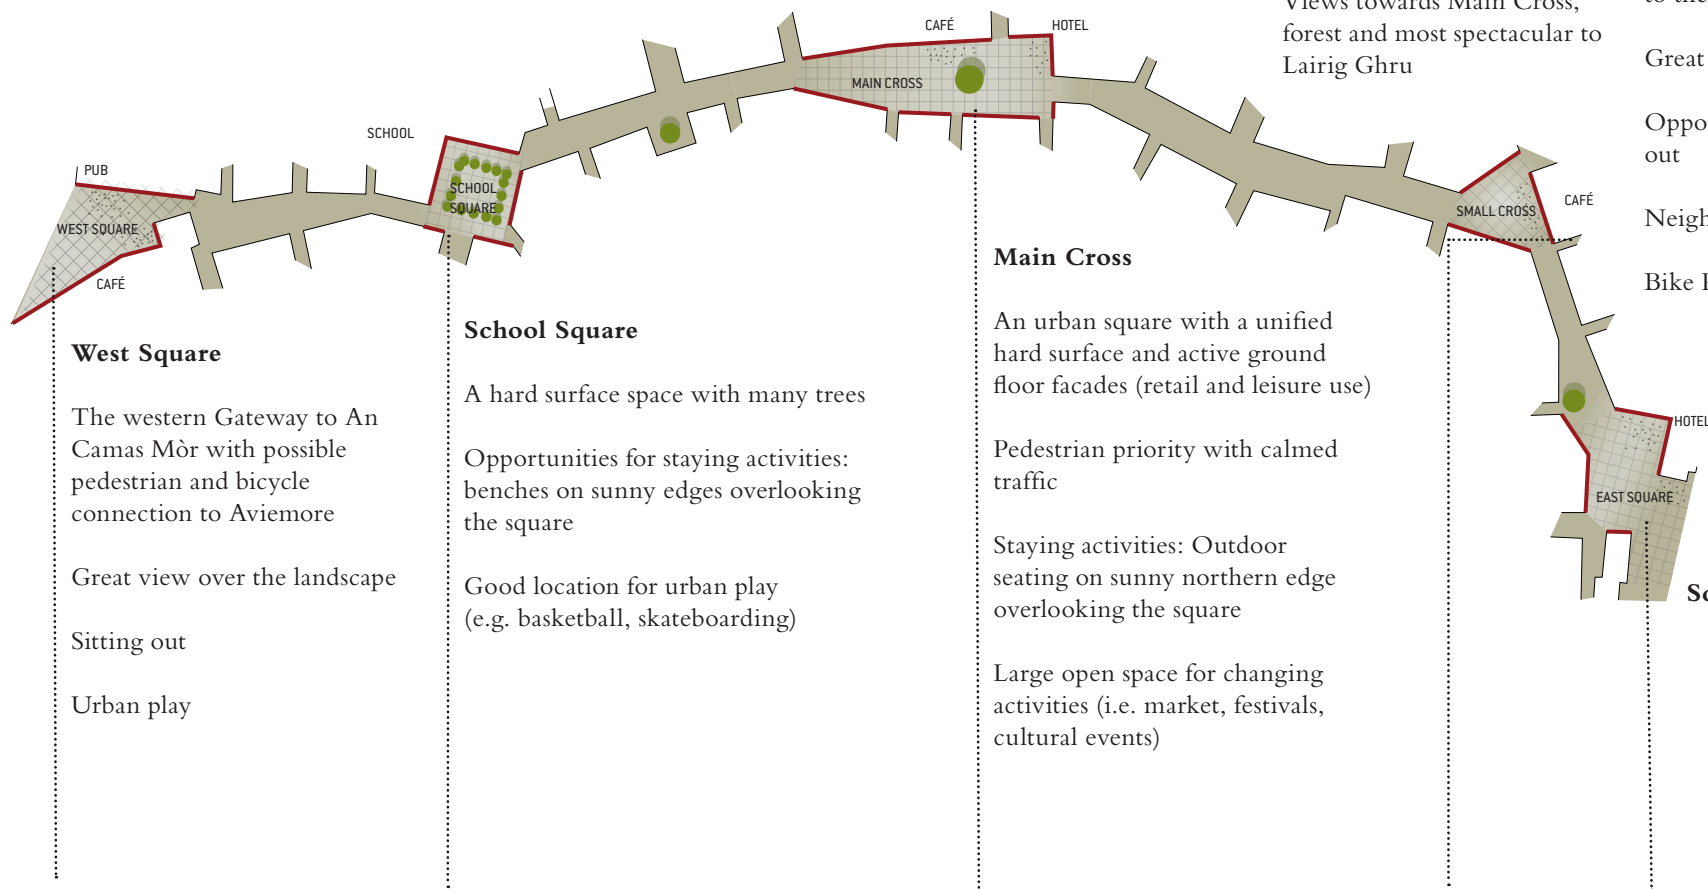 PUB
WEST SQUARE
CAFÉ
SCHOOL
SCHOOL
SQUARE
CAFÉ
HOTEL
MAIN CROSS
SMALL CROSS
CAFÉ
HOTEL
EAST SQUARE
West Square
The western Gateway to An
Camas Mòr with possible
pedestrian and bicycle
connection to Aviemore
Great view over the landscape
Sitting out
Urban play
School Square
A hard surface space with many trees
Opportunities for staying activities:
benches on sunny edges overlooking
the square
Good location for urban play
(e.g. basketball, skateboarding)
Main Cross
An urban square with a unified
hard surface and active ground
floor facades (retail and leisure use)
Pedestrian priority with calmed
traffic
Staying activities: Outdoor
seating on sunny northern edge
overlooking the square
Large open space for changing
activities (i.e. market, festivals,
cultural events)
Views towards Main Cross,
forest and most spectacular to
Lairig Ghru
to the
Great
Oppo
out
Neigh
Bike